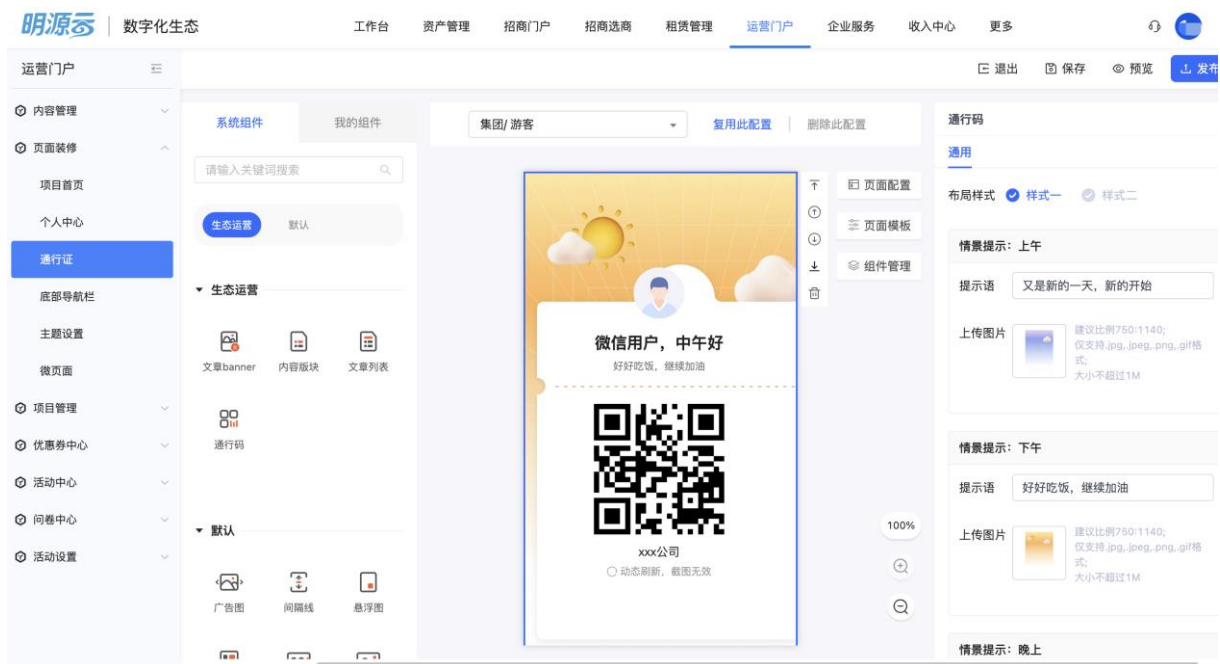 明源云 数字化生态
工作台 资产管理 招商门户 招商选商 租赁管理 运营门户 企业服务 收入中心 更多
运营门户
退出 保存 预览 发布
内容管理
页面装修
项目首页
个人中心
通行证
底部导航栏
主题设置
微页面
项目管理
优惠券中心
活动中心
问卷中心
活动设置
系统组件 我的组件
请输入关键词搜索
生态运营 默认
生态运营
文章banner 内容版块 文章列表
通行码
默认
广告图 间隔线 悬浮图
集团/ 游客 复用此配置 删除此配置
微信用户，中午好
好好吃饭，继续加油
xxx公司
动态刷新，截图无效
页面配置
页面模板
组件管理
100%
通行码
通用
布局样式 样式一 样式二
情景提示：上午
提示语 又是新的一天，新的开始
上传图片 建议比例750:1140;
仅支持.jpg,.jpeg,.png,.gif格
式;
大小不超过1M
情景提示：下午
提示语 好好吃饭，继续加油
上传图片 建议比例750:1140;
仅支持.jpg,.jpeg,.png,.gif格
式;
大小不超过1M
情景提示：晚上